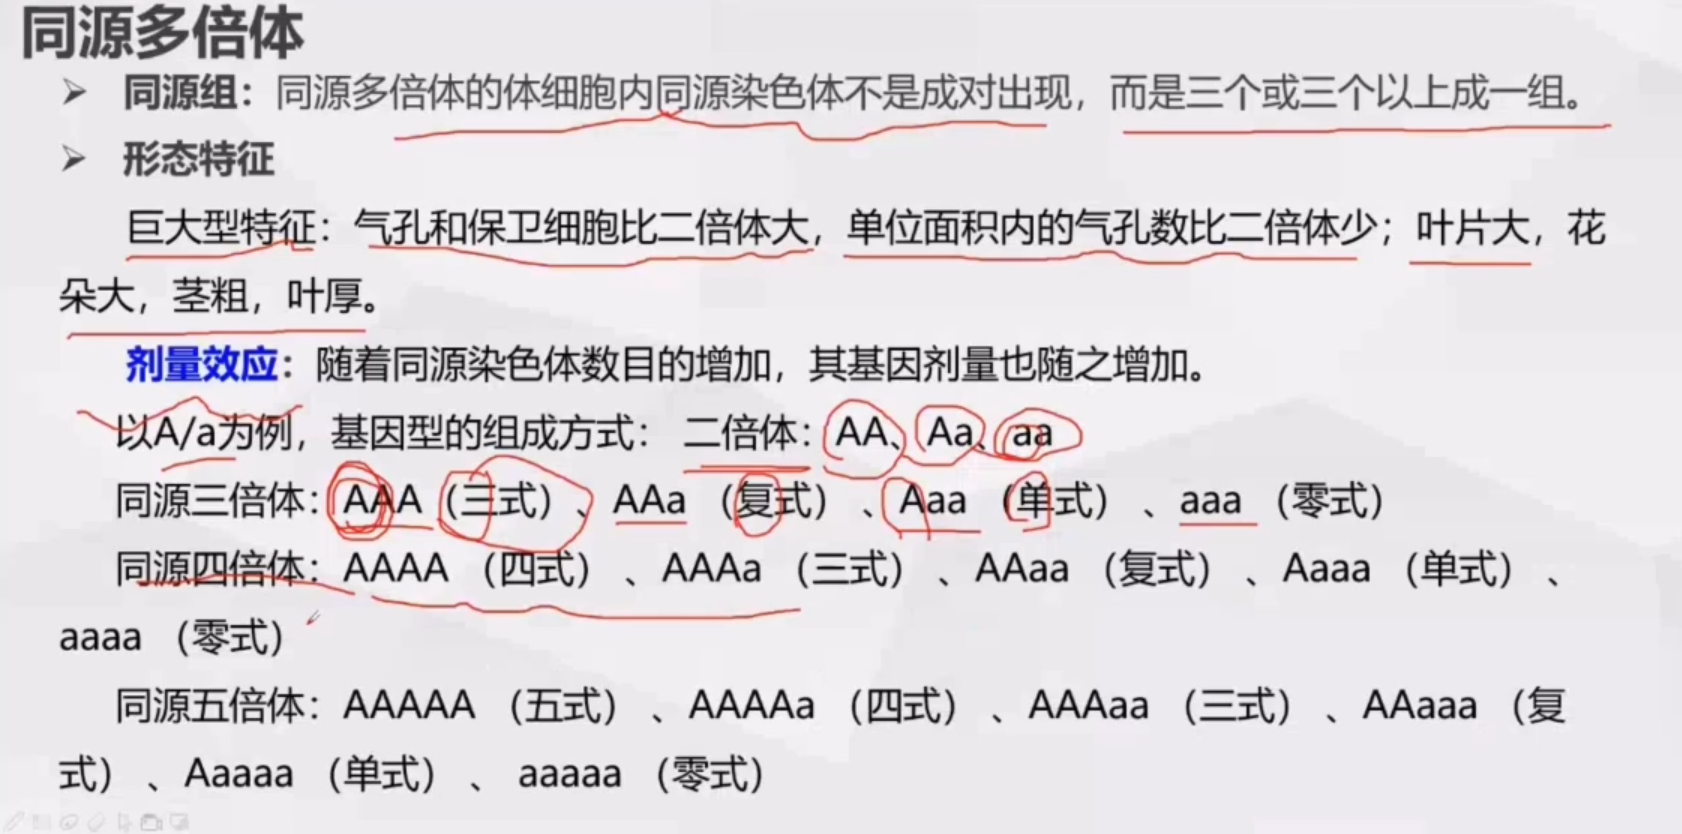 同源多倍体
➢ 同源组：同源多倍体的体细胞内同源染色体不是成对出现，而是三个或三个以上成一组。
➢ 形态特征
巨大型特征：气孔和保卫细胞比二倍体大，单位面积内的气孔数比二倍体少；叶片大，花
朵大，茎粗，叶厚。
剂量效应：随着同源染色体数目的增加，其基因剂量也随之增加。
以A/a为例，基因型的组成方式： 二倍体：AA、Aa、aa
同源三倍体：AAA（三式）、AAa （复式）、Aaa （单式）、aaa （零式）
同源四倍体：AAAA （四式）、AAAa （三式）、AAaa （复式）、Aaaa （单式）、
aaaa （零式）
同源五倍体：AAAAA （五式）、AAAAa （四式）、AAAaa （三式）、AAaaa （复
式）、Aaaaa （单式）、 aaaaa （零式）